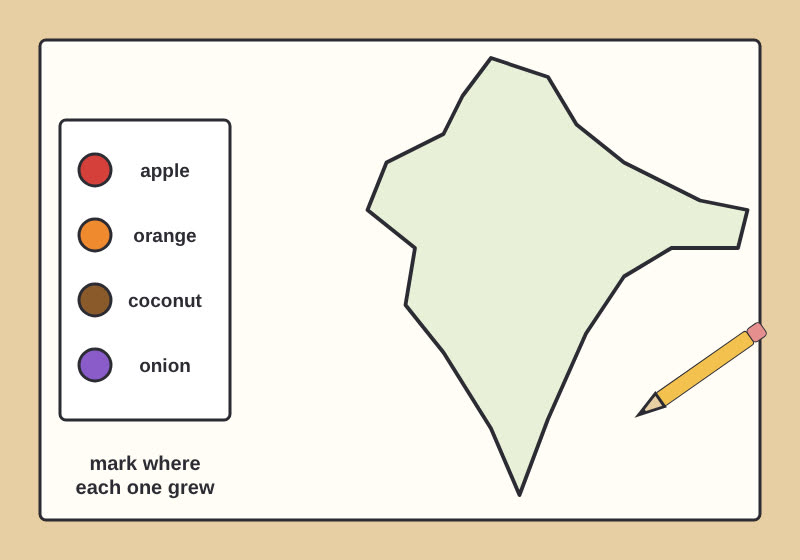 apple
orange
coconut
onion
mark where
each one grew